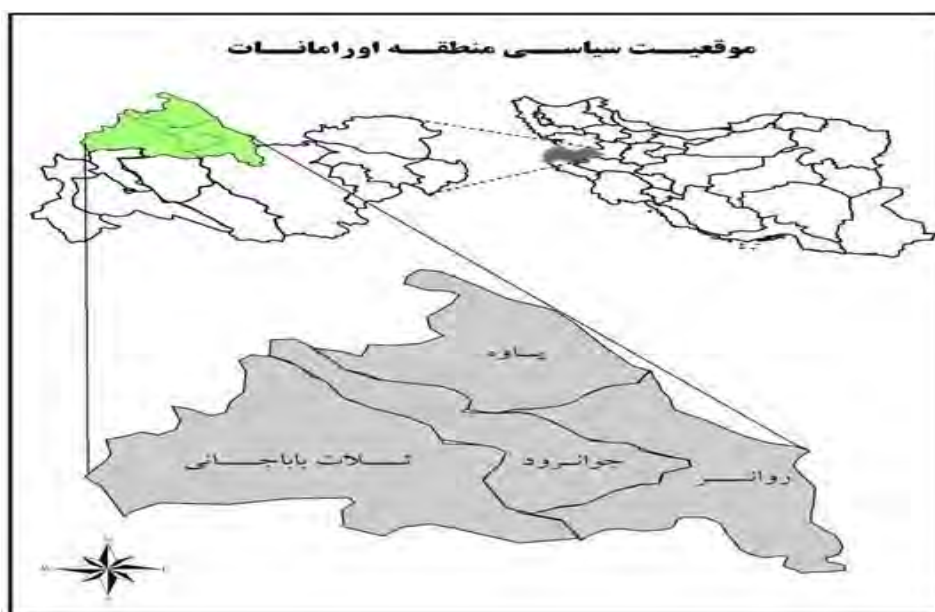 موقعیت سیاسی منطقه اورامانات
پاوه
ثلاث باباجانی
جوانرود
روانسر